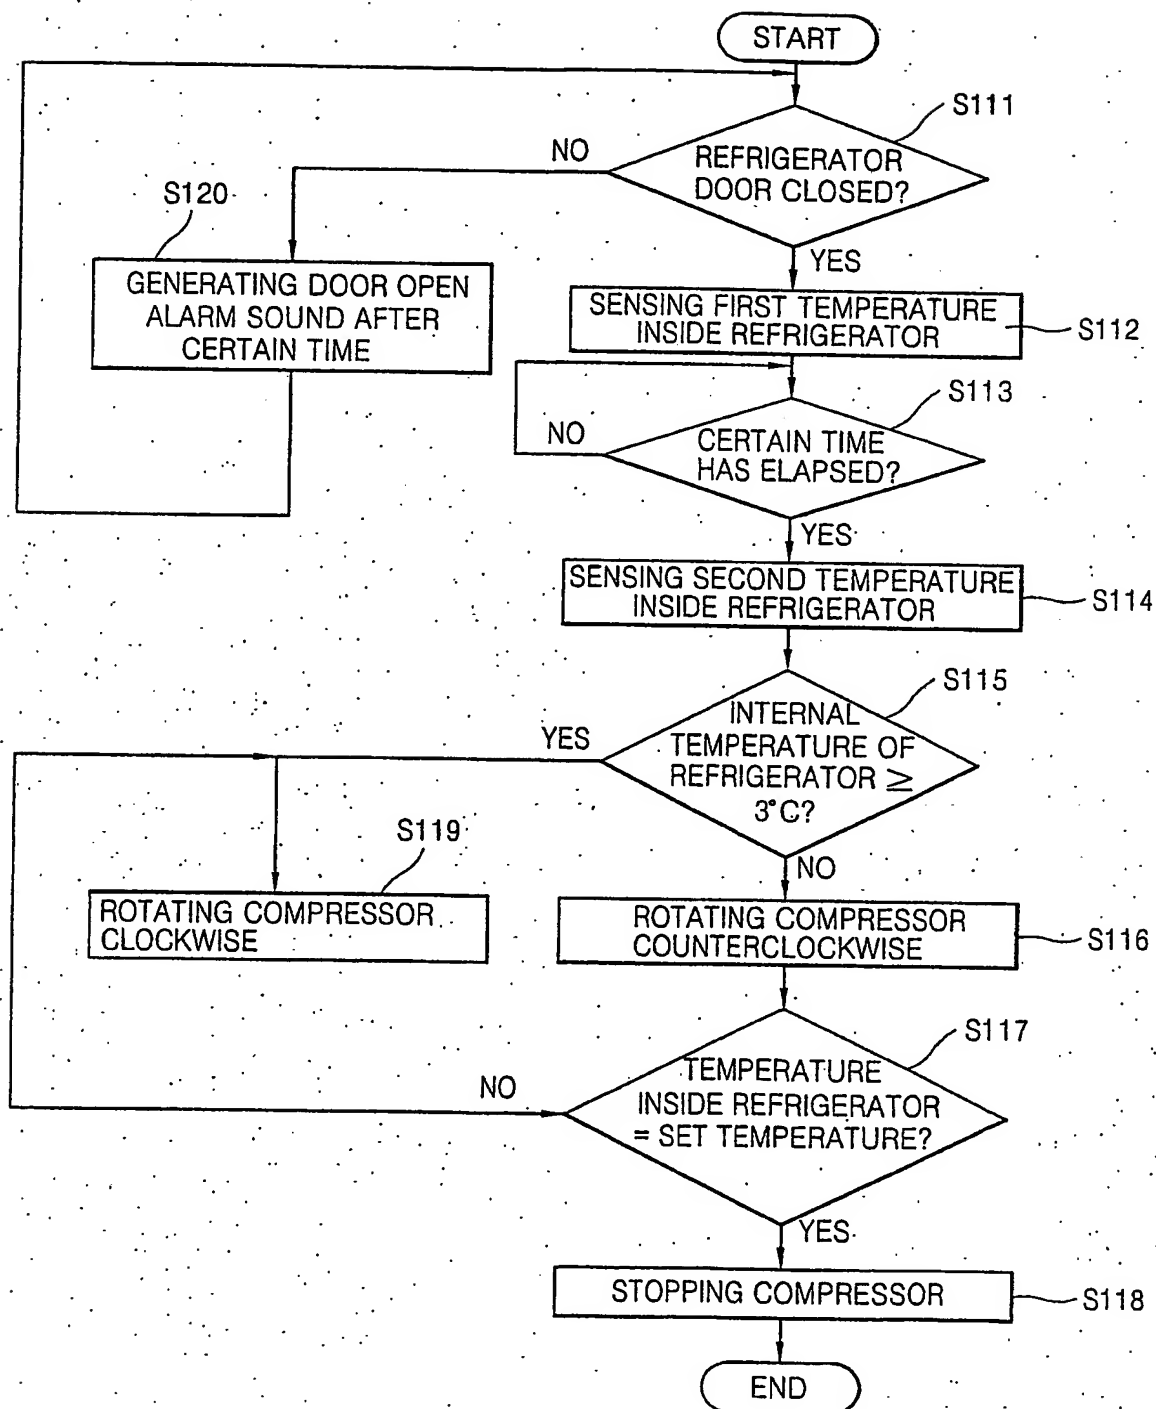 START
S111
NO
REFRIGERATOR
DOOR CLOSED?
S120
YES
GENERATING DOOR OPEN
ALARM SOUND AFTER
CERTAIN TIME
SENSING FIRST TEMPERATURE
INSIDE REFRIGERATOR
S112
S113
NO
CERTAIN TIME
HAS ELAPSED?
YES
SENSING SECOND TEMPERATURE
INSIDE REFRIGERATOR
S114
S115
YES
INTERNAL
TEMPERATURE OF
REFRIGERATOR ≥
3°C?
S119
NO
ROTATING COMPRESSOR
CLOCKWISE
ROTATING COMPRESSOR
COUNTERCLOCKWISE
S116
S117
NO
TEMPERATURE
INSIDE REFRIGERATOR
= SET TEMPERATURE?
YES
STOPPING COMPRESSOR
S118
END